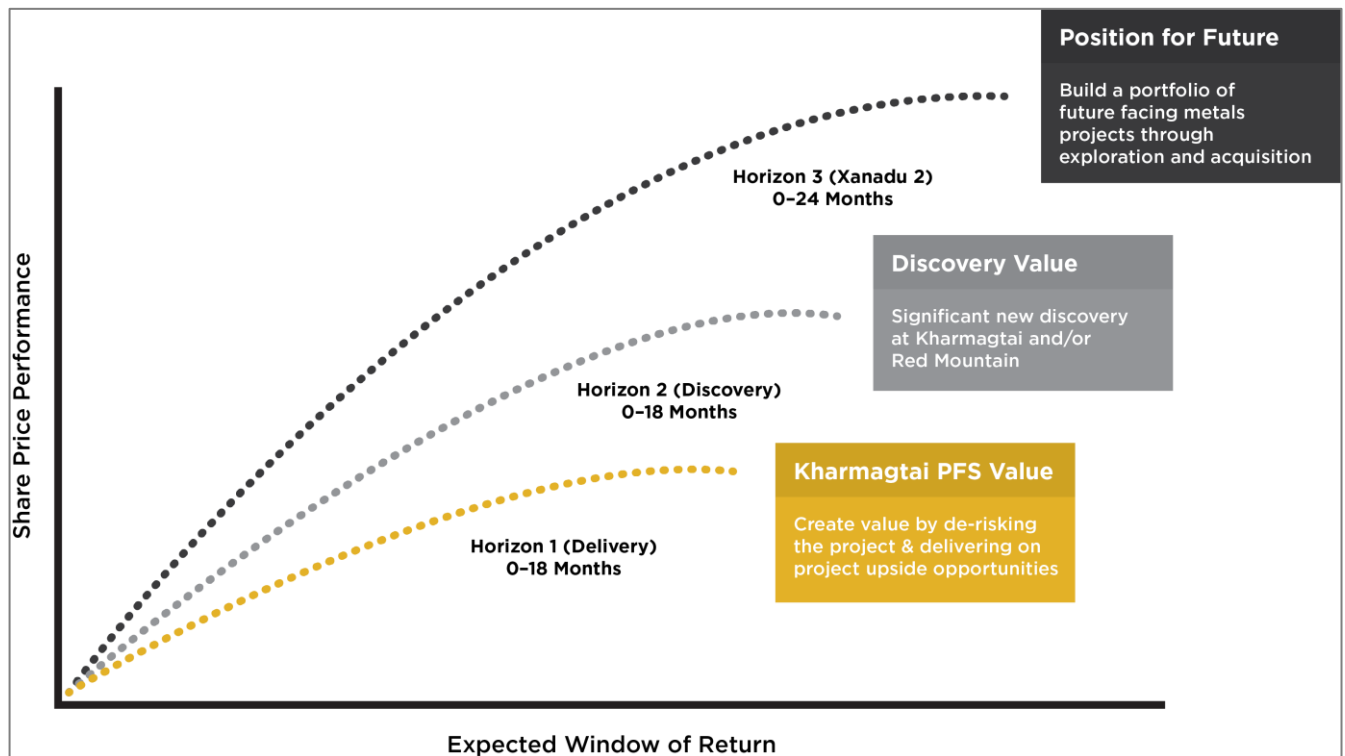 Position for Future
Build a portfolio of
future facing metals
projects through
exploration and acquisition
Horizon 3 (Xanadu 2)
0–24 Months
Discovery Value
Significant new discovery
at Kharmagtai and/or
Red Mountain
Horizon 2 (Discovery)
0–18 Months
Kharmagtai PFS Value
Create value by de-risking
the project & delivering on
project upside opportunities
Horizon 1 (Delivery)
0–18 Months
Share Price Performance
Expected Window of Return